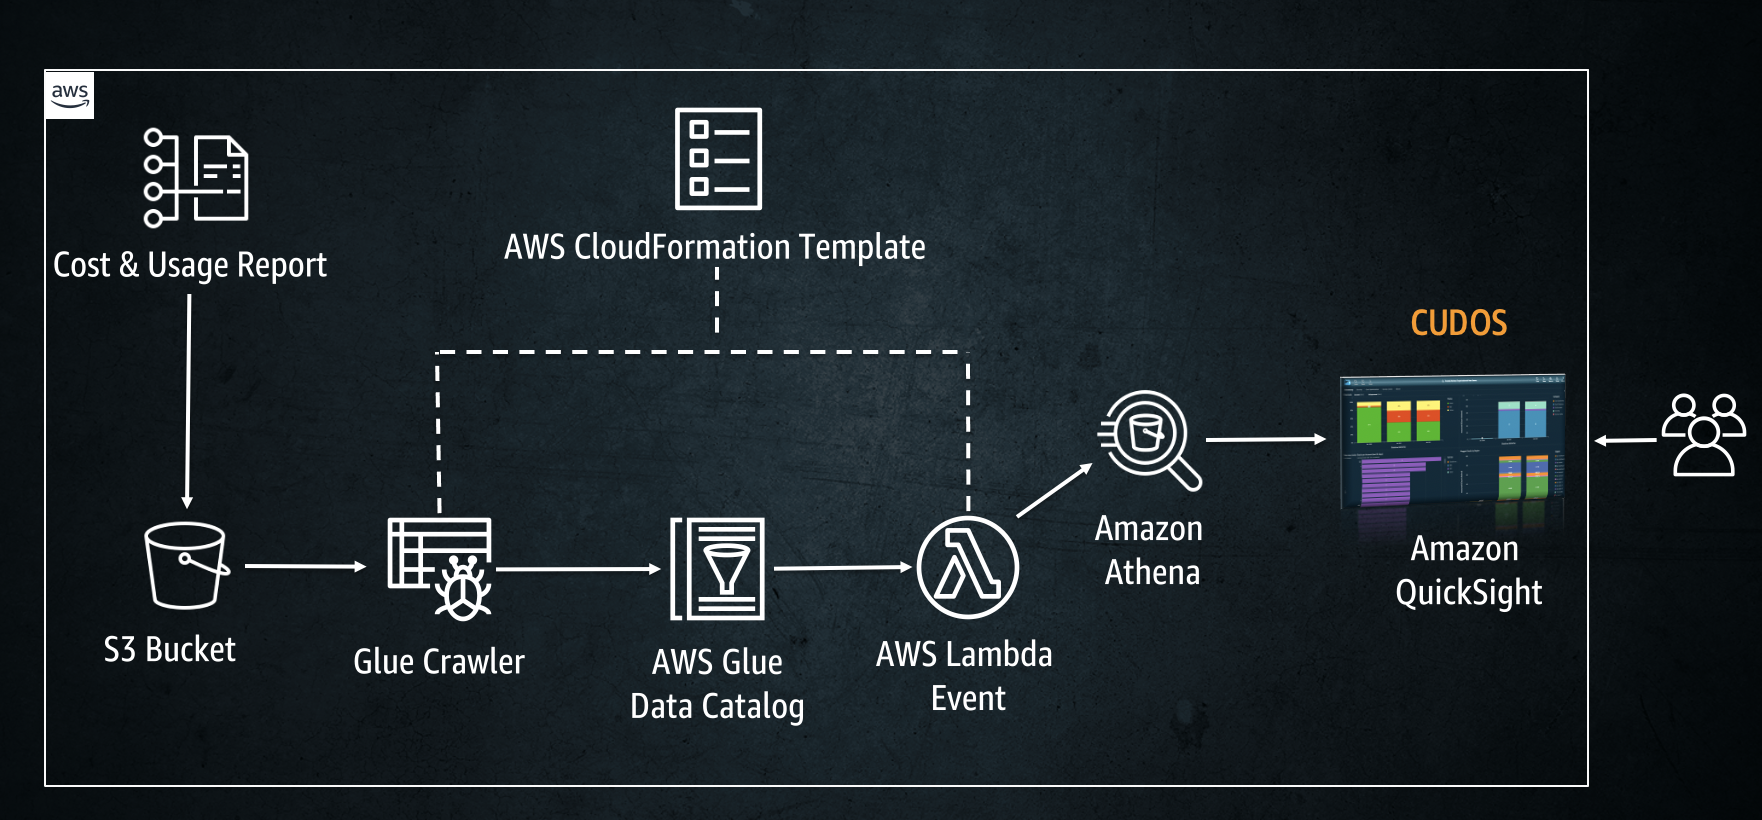 aws
Cost & Usage Report
AWS CloudFormation Template
CUDOS
S3 Bucket
Glue Crawler
AWS Glue
Data Catalog
AWS Lambda
Event
Amazon
Athena
Amazon
QuickSight